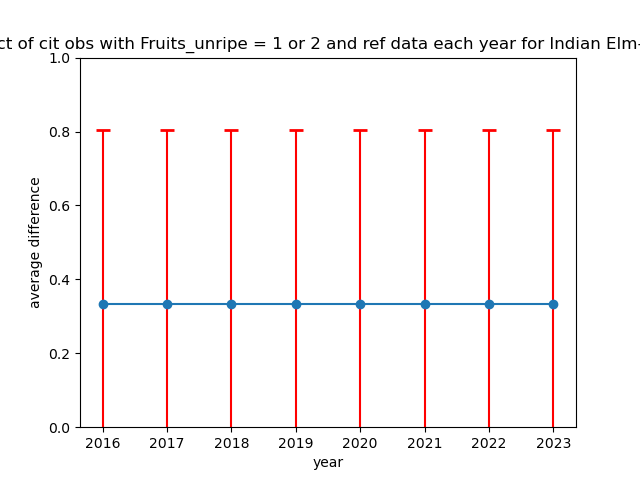 ct of cit obs with Fruits_unripe = 1 or 2 and ref data each year for Indian Elm-
1.0
0.8
0.6
0.4
0.2
0.0
average difference
2016 2017 2018 2019 2020 2021 2022 2023
year